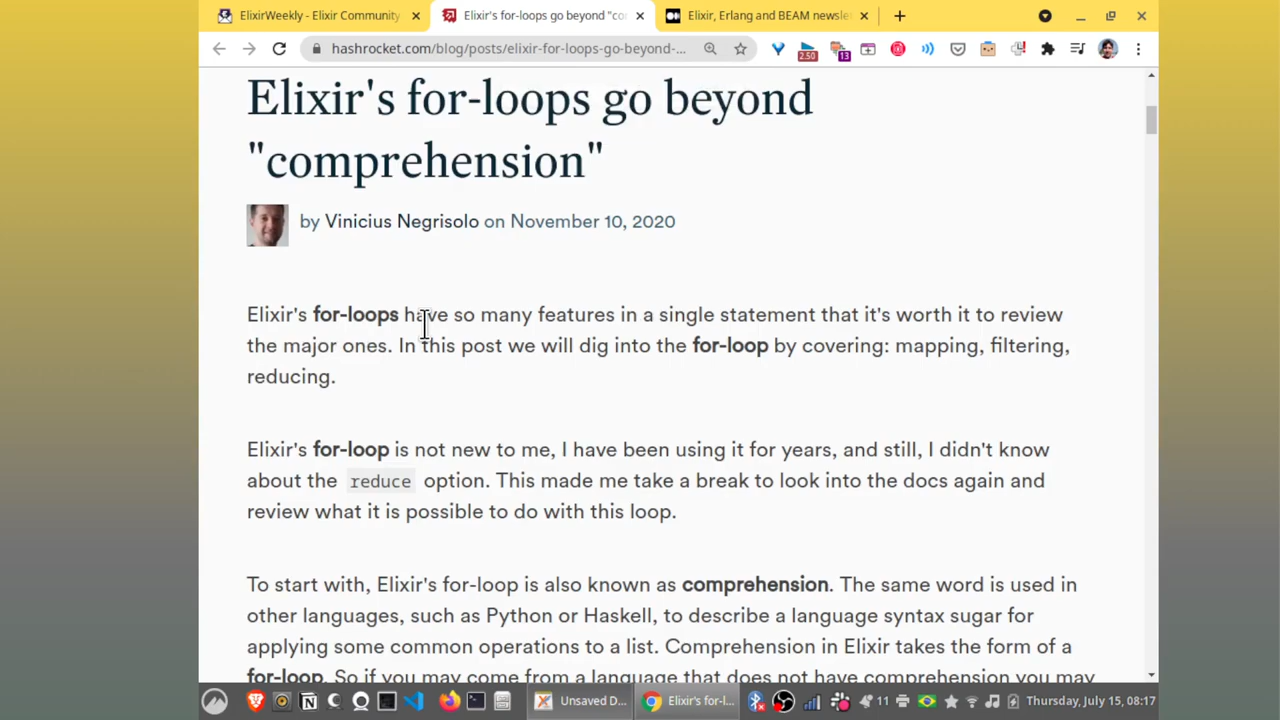 ElixirWeekly - Elixir Community
Elixir's for-loops go beyond "co
Elixir, Erlang and BEAM newsle
hashrocket.com/blog/posts/elixir-for-loops-go-beyond-...
2.50
13
Elixir's for-loops go beyond
"comprehension"
by Vinicius Negrisolo on November 10, 2020
Elixir's for-loops have so many features in a single statement that it's worth it to review
the major ones. In this post we will dig into the for-loop by covering: mapping, filtering,
reducing.
Elixir's for-loop is not new to me, I have been using it for years, and still, I didn't know
about the reduce option. This made me take a break to look into the docs again and
review what it is possible to do with this loop.
To start with, Elixir's for-loop is also known as comprehension. The same word is used in
other languages, such as Python or Haskell, to describe a language syntax sugar for
applying some common operations to a list. Comprehension in Elixir takes the form of a
for-loop. So if you may come from a language that does not have comprehension you may
Unsaved D...
Elixir's for-l...
11
Thursday, July 15, 08:17